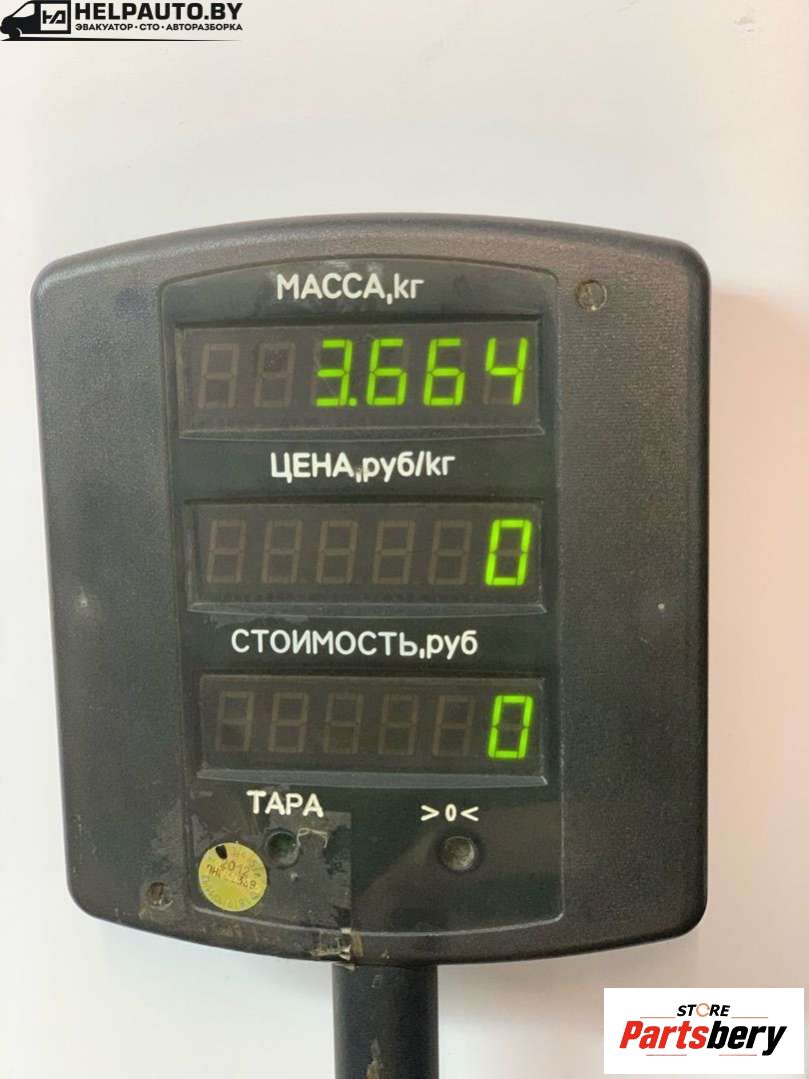 HELPAUTO.BY
ЭВАКУАТОР • СТО • АВТОРАЗБОРКА
МАССА,кг
3.664
ЦЕНА,руб/кг
0
СТОИМОСТЬ,руб
0
ТАРА >0<
STORE
Partsbery